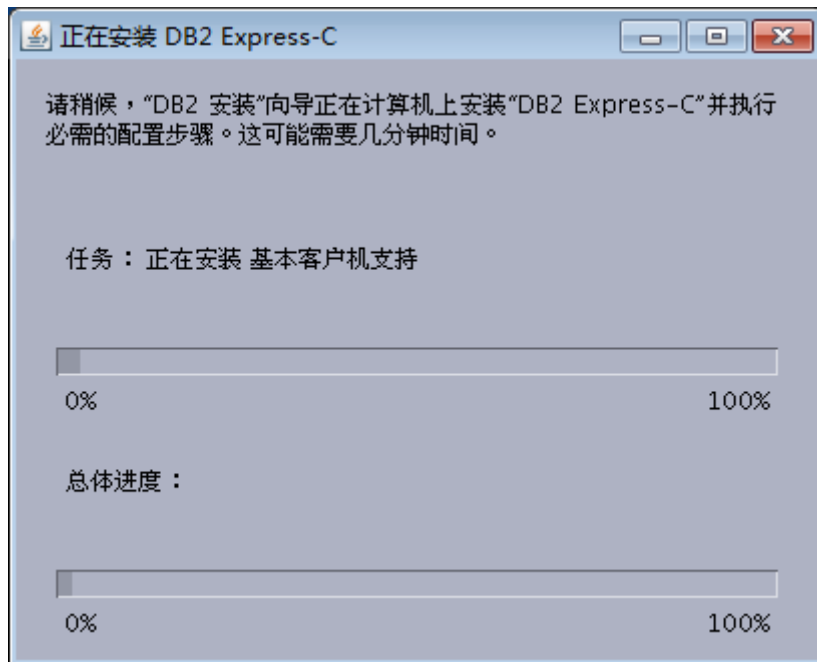 正在安装 DB2 Express-C
请稍候，“DB2 安装”向导正在计算机上安装“DB2 Express-C”并执行
必需的配置步骤。这可能需要几分钟时间。
任务： 正在安装 基本客户机支持
0% 100%
总体进度：
0% 100%